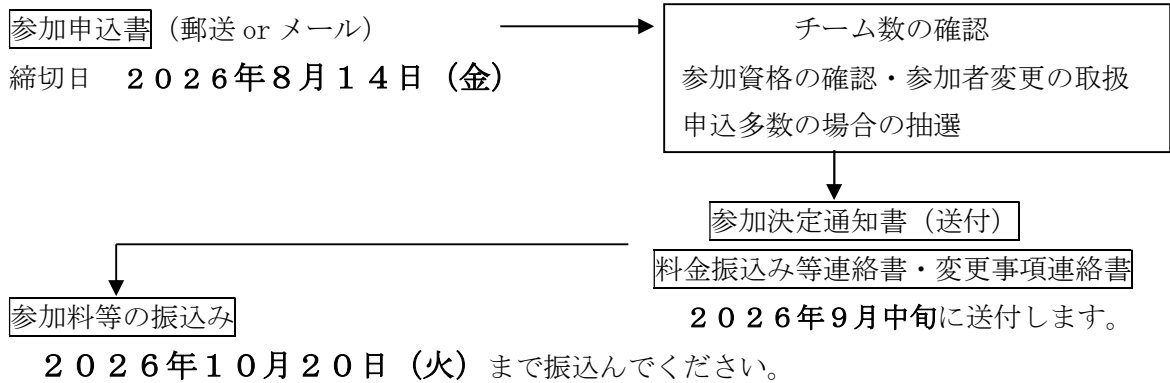 参加申込書(郵送 or メール)
締切日 2026年8月14日(金)
チーム数の確認
参加資格の確認・参加者変更の取扱
申込多数の場合の抽選
参加決定通知書(送付)
料金振込み等連絡書・変更事項連絡書
2026年9月中旬に送付します。
参加料等の振込み
2026年10月20日(火)まで振込んでください。